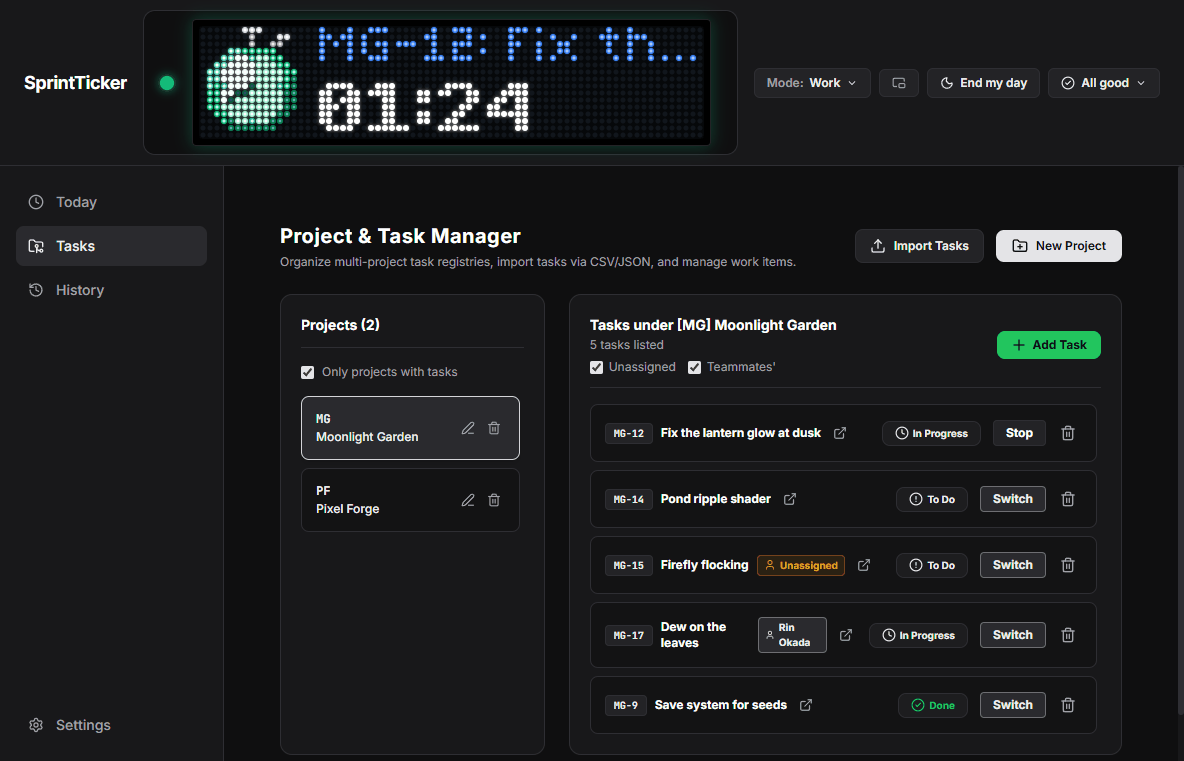 SprintTicker
MG-12: Fix th...
01:24
Mode: Work
End my day
All good
Today
Tasks
History
Settings
Project & Task Manager
Organize multi-project task registries, import tasks via CSV/JSON, and manage work items.
Import Tasks
New Project
Projects (2)
Only projects with tasks
MG
Moonlight Garden
PF
Pixel Forge
Tasks under [MG] Moonlight Garden
5 tasks listed
Unassigned
Teammates'
Add Task
MG-12 Fix the lantern glow at dusk In Progress Stop
MG-14 Pond ripple shader To Do Switch
MG-15 Firefly flocking Unassigned To Do Switch
MG-17 Dew on the
leaves
Rin
Okada
In Progress Switch
MG-9 Save system for seeds Done Switch